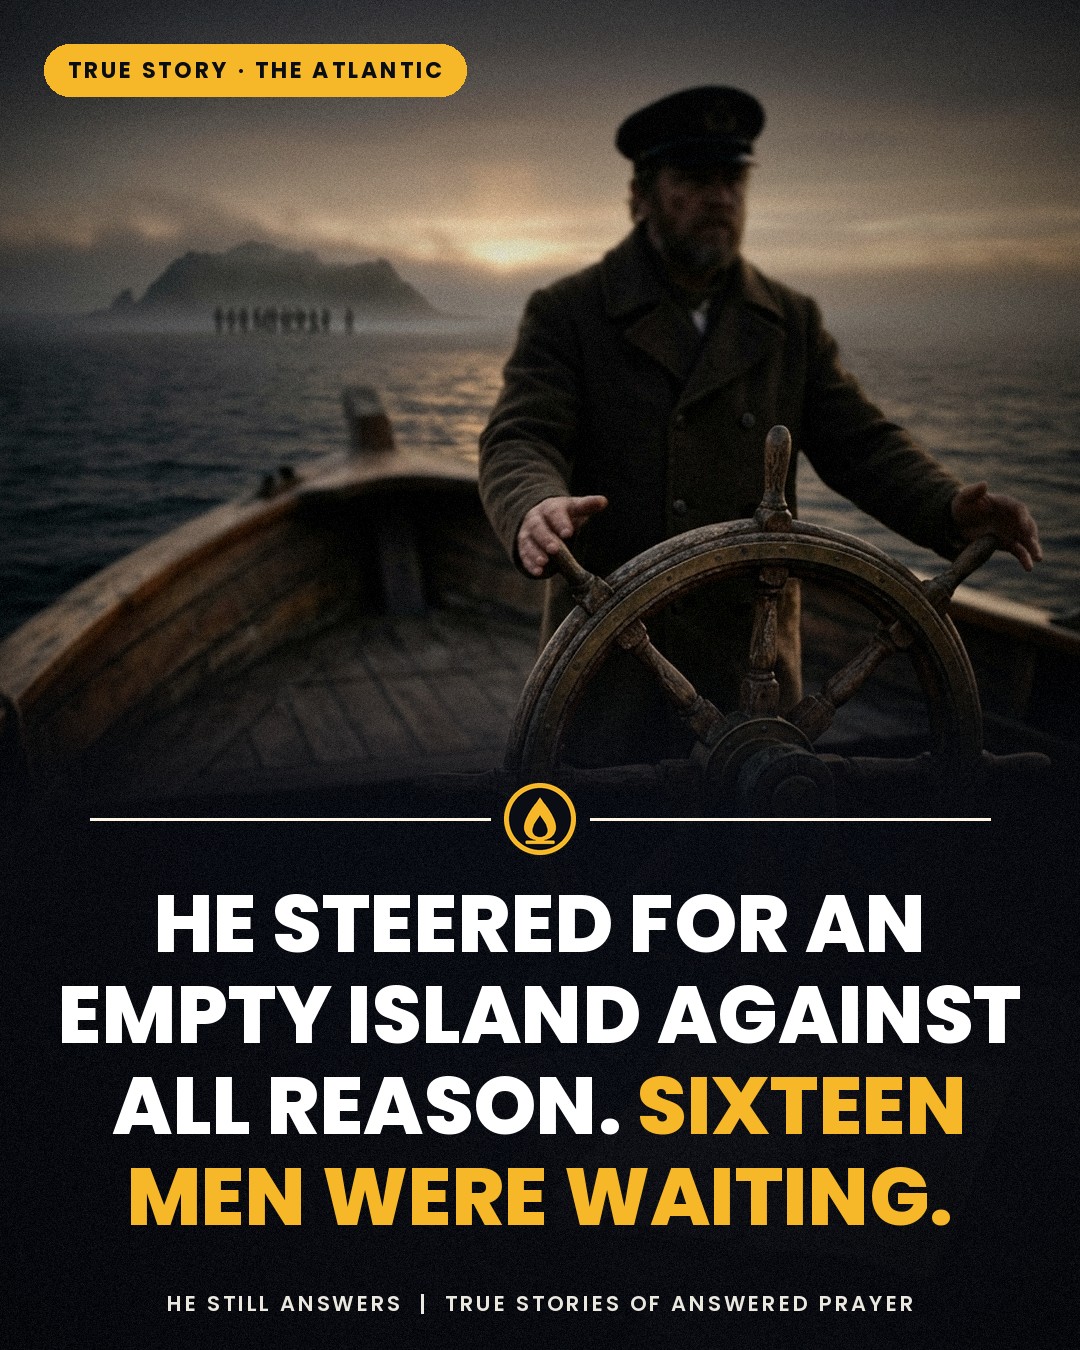 TRUE STORY · THE ATLANTIC
HE STEERED FOR AN
EMPTY ISLAND AGAINST
ALL REASON. SIXTEEN
MEN WERE WAITING.
HE STILL ANSWERS | TRUE STORIES OF ANSWERED PRAYER